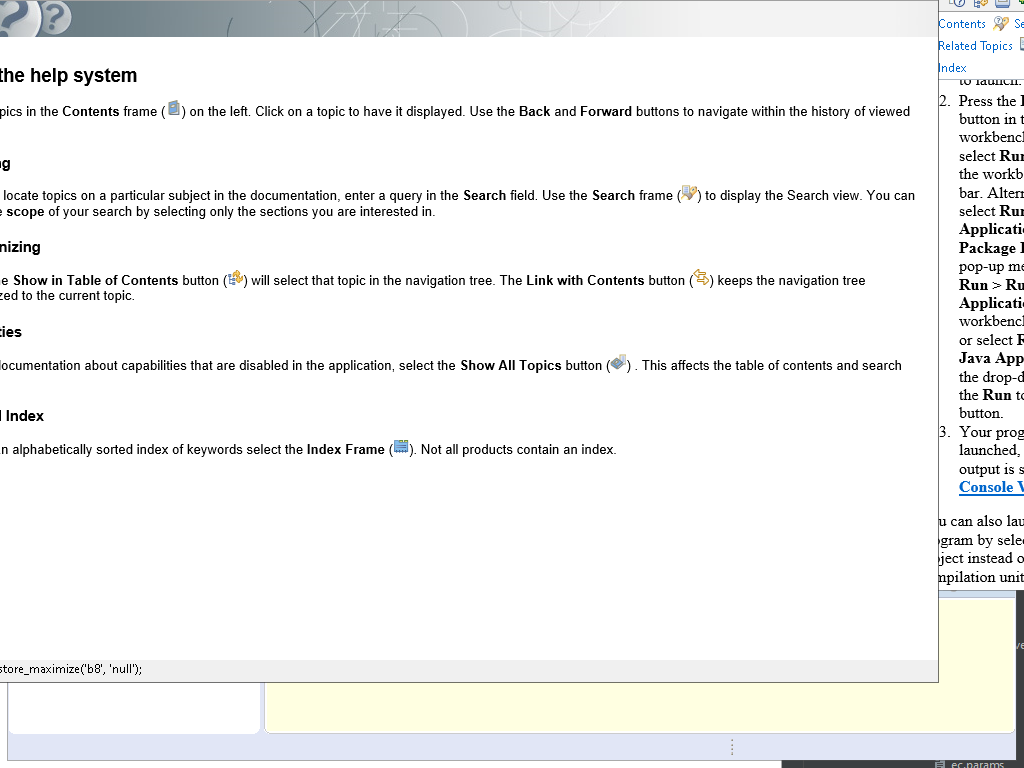 the help system
pics in the Contents frame ( ) on the left. Click on a topic to have it displayed. Use the Back and Forward buttons to navigate within the history of viewed
ng
locate topics on a particular subject in the documentation, enter a query in the Search field. Use the Search frame ( ) to display the Search view. You can
e scope of your search by selecting only the sections you are interested in.
nizing
e Show in Table of Contents button ( ) will select that topic in the navigation tree. The Link with Contents button ( ) keeps the navigation tree
zed to the current topic.
ties
documentation about capabilities that are disabled in the application, select the Show All Topics button ( ) . This affects the table of contents and search
l Index
n alphabetically sorted index of keywords select the Index Frame ( ). Not all products contain an index.
store_maximize('b8', 'null');
Contents Se
Related Topics
Index
to launch.
2. Press the
button in t
workbencl
select Run
the workb
bar. Altern
select Run
Applicatio
Package
pop-up me
Run > Ru
Applicatio
workbencl
or select R
Java App
the drop-d
the Run to
button.
3. Your prog
launched,
output is s
Console V
u can also lau
ogram by selec
ject instead o
mpilation unit
ve
ec.params